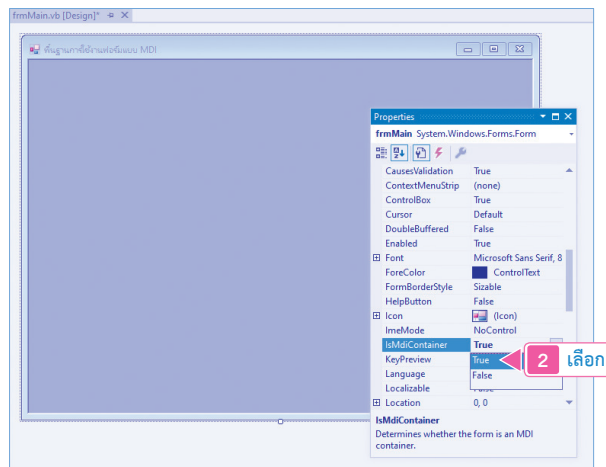 frmMain.vb [Design]*
พื้นฐานการใช้งานฟอร์มแบบ MDI
Properties
frmMain System.Windows.Forms.Form
CausesValidation True
ContextMenuStrip (none)
ControlBox True
Cursor Default
DoubleBuffered False
Enabled True
Font Microsoft Sans Serif, 8
ForeColor ControlText
FormBorderStyle Sizable
HelpButton False
Icon (Icon)
ImeMode NoControl
IsMdiContainer True
KeyPreview True
2 เลือก
Language False
Localizable
Location 0, 0
IsMdiContainer
Determines whether the form is an MDI
container.